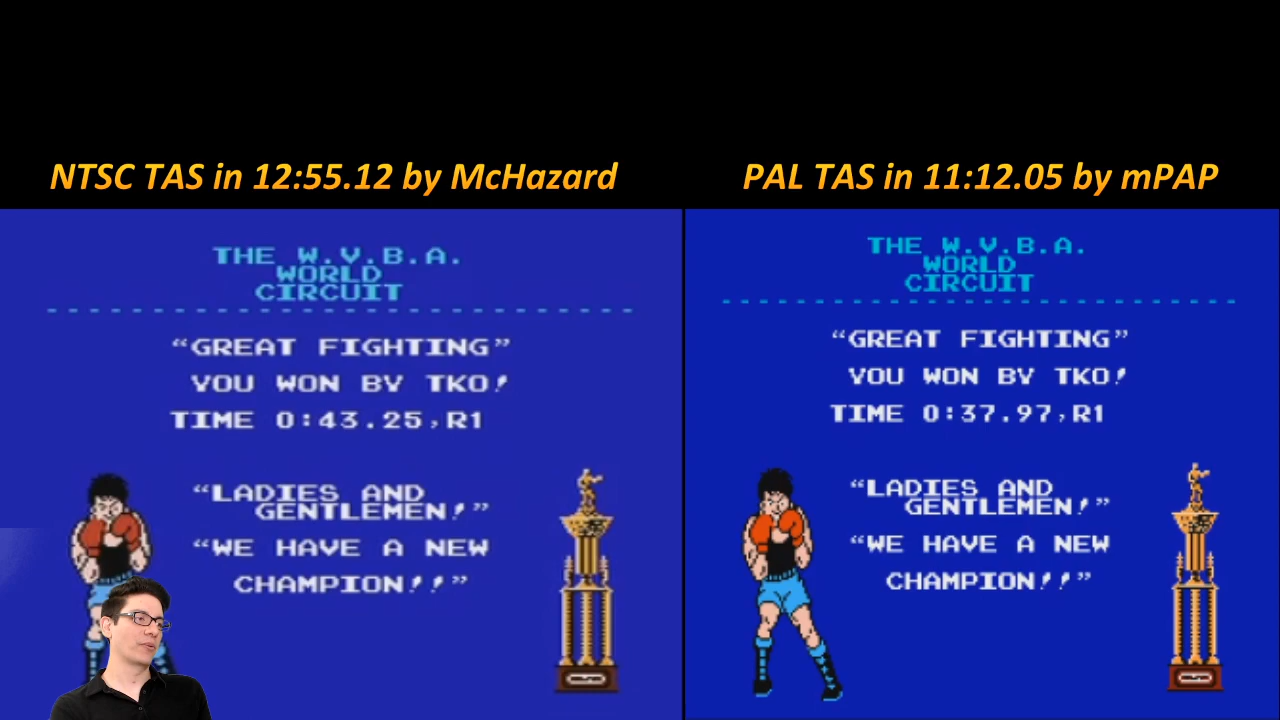 NTSC TAS in 12:55.12 by McHazard
THE W.V.B.A.
WORLD
CIRCUIT
“GREAT FIGHTING”
YOU WON BY TKO!
TIME 0:43.25,R1
“LADIES AND
GENTLEMEN!”
“WE HAVE A NEW
CHAMPION!!”
PAL TAS in 11:12.05 by mPAP
THE W.V.B.A.
WORLD
CIRCUIT
“GREAT FIGHTING”
YOU WON BY TKO!
TIME 0:37.97,R1
“LADIES AND
GENTLEMEN!”
“WE HAVE A NEW
CHAMPION!!”